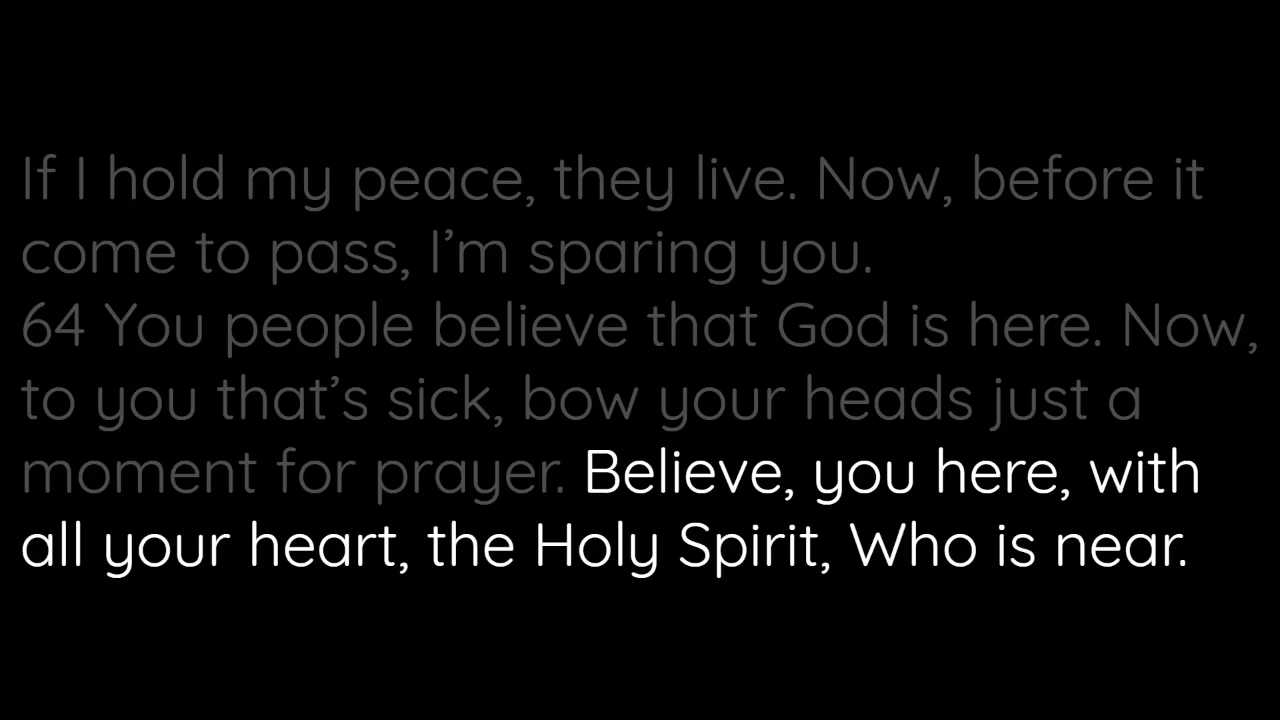 If I hold my peace, they live. Now, before it
come to pass, I’m sparing you.
64 You people believe that God is here. Now,
to you that’s sick, bow your heads just a
moment for prayer. Believe, you here, with
all your heart, the Holy Spirit, Who is near.